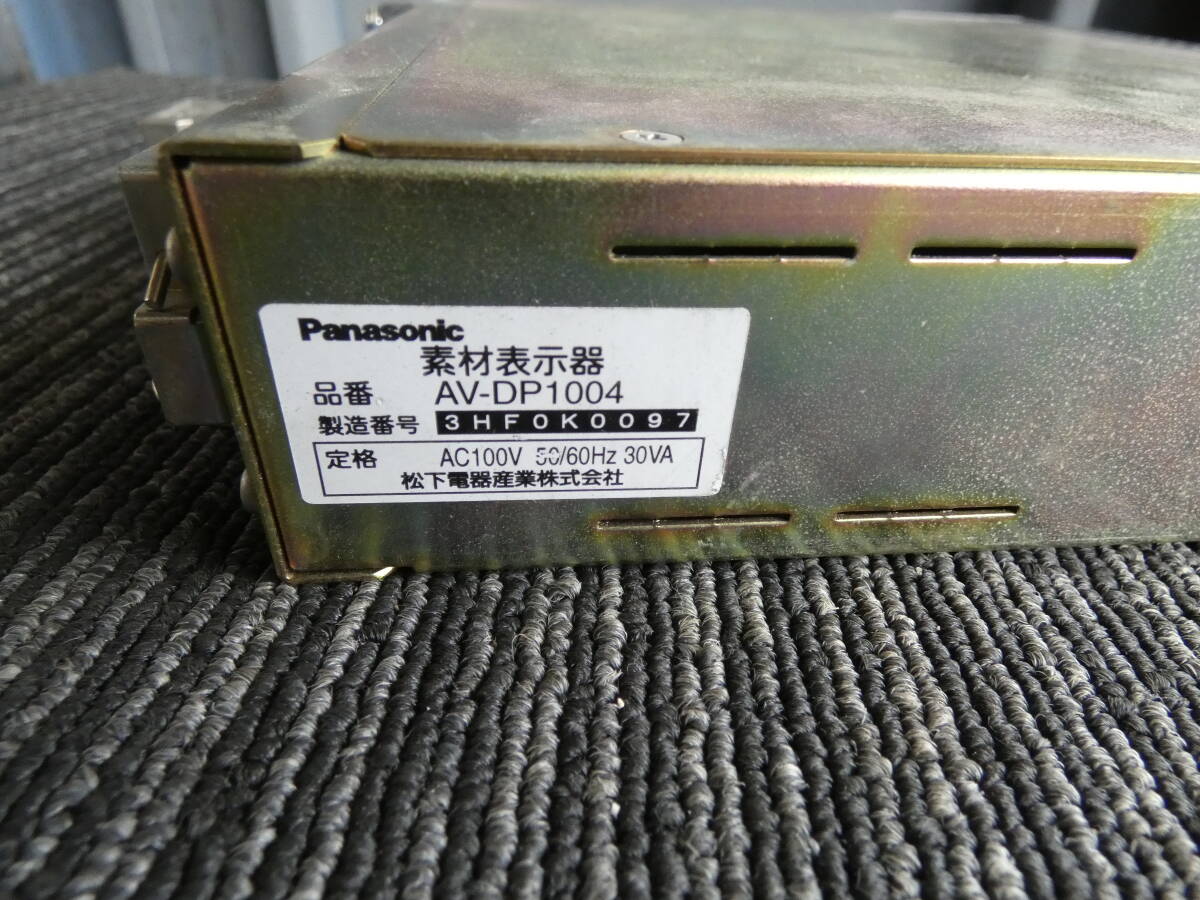 Panasonic
素材表示器
品番 AV-DP1004
製造番号 3HF0K0097
定格 AC100V 50/60Hz 30VA
松下電器産業株式会社